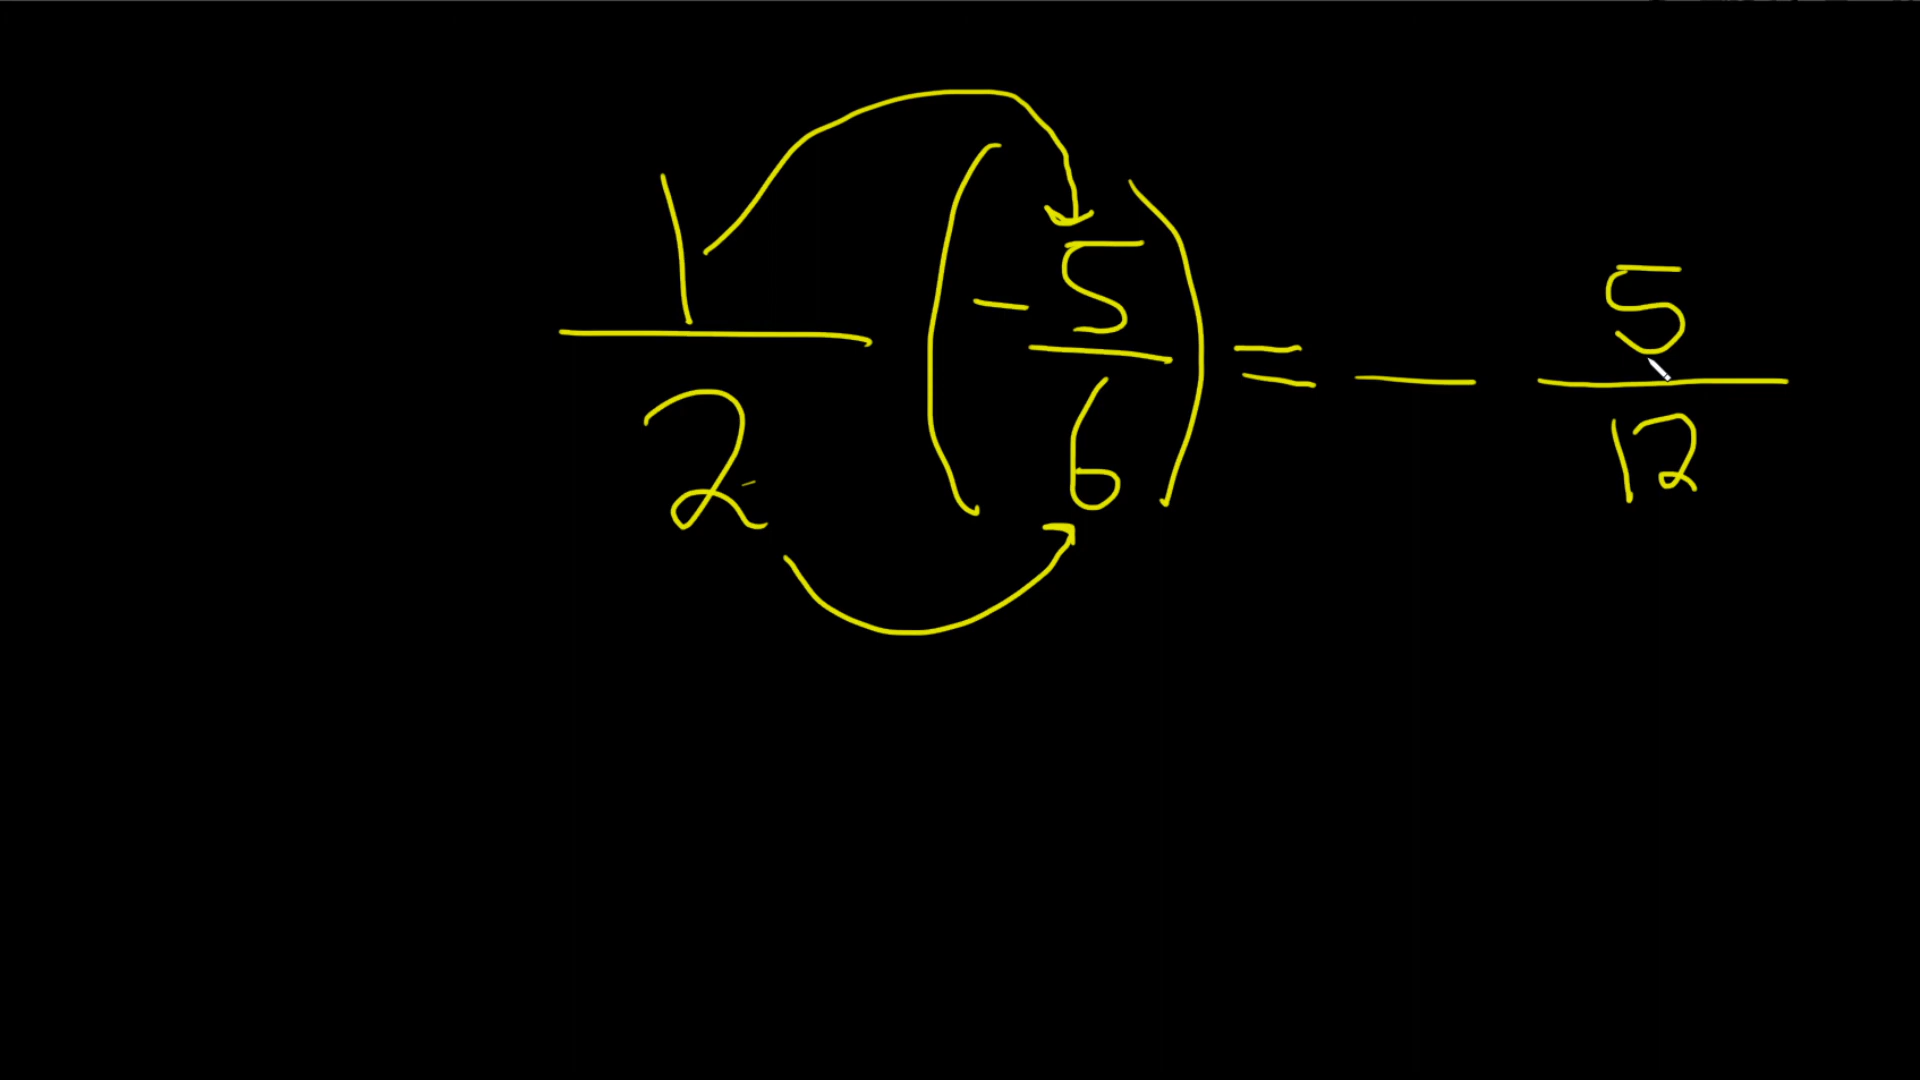 1/2 (-5/6) = - 5/12